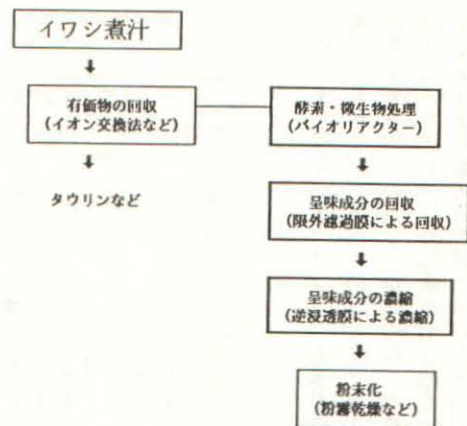 イワシ煮汁
有価物の回収
(イオン交換法など)
タウリンなど
酵素・微生物処理
(バイオリアクター)
呈味成分の回収
(限外濾過膜による回収)
呈味成分の濃縮
(逆浸透膜による濃縮)
粉末化
(粉霧乾燥など)